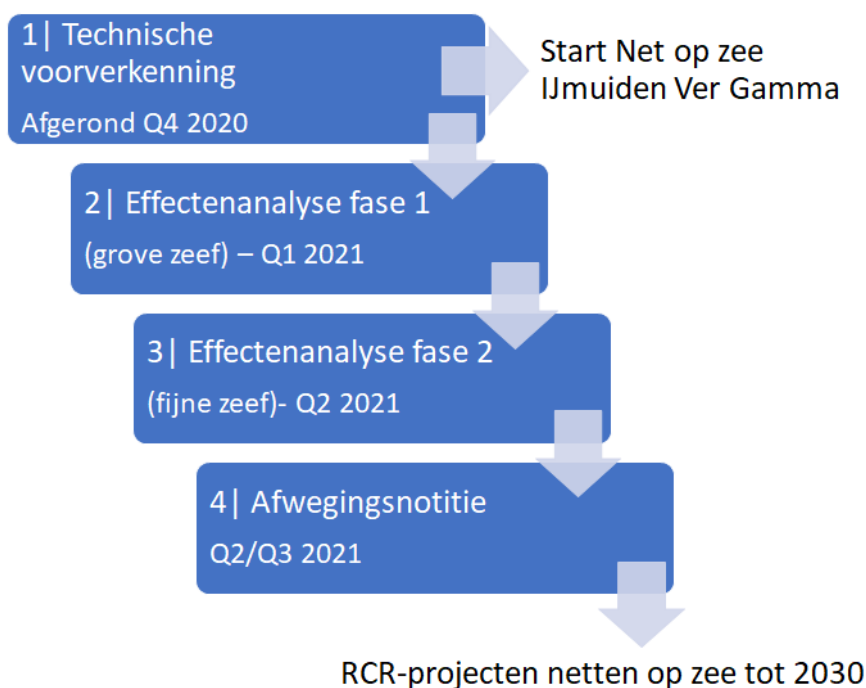 1| Technische
voorverkenning
Afgerond Q4 2020
Start Net op zee
IJmuiden Ver Gamma
2| Effectenanalyse fase 1
(grove zeef) – Q1 2021
3| Effectenanalyse fase 2
(fijne zeef)- Q2 2021
4| Afwegingsnotitie
Q2/Q3 2021
RCR-projecten netten op zee tot 2030